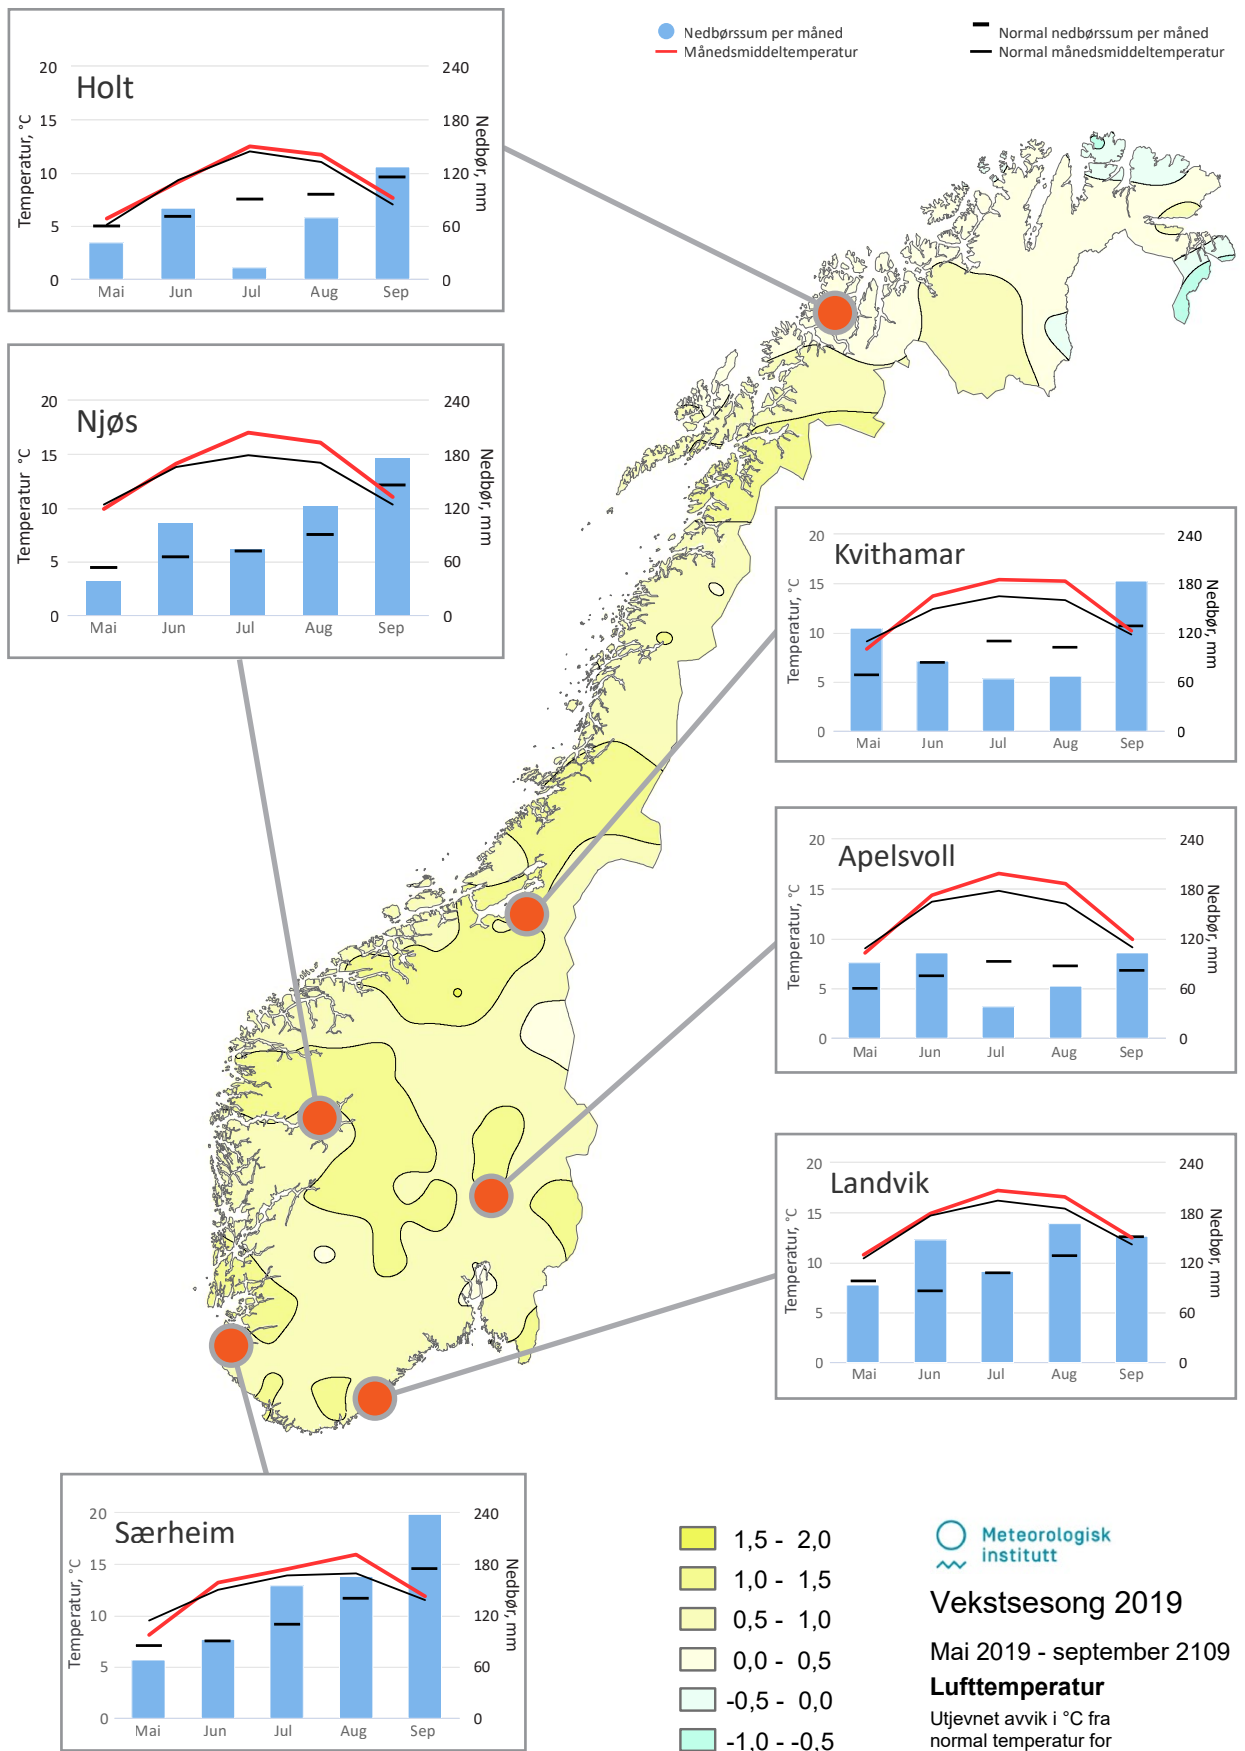 Nedbørssum per måned
Månedsmiddeltemperatur
Normal nedbørssum per måned
Normal månedsmiddeltemperatur
Holt
Temperatur, °C
Nedbør, mm
20 240
15 180
10 120
5 60
0 0
Mai Jun Jul Aug Sep
Njøs
Temperatur °C
Nedbør, mm
20 240
15 180
10 120
5 60
0 0
Mai Jun Jul Aug Sep
Kvithamar
Temperatur, °C
Nedbør, mm
20 240
15 180
10 120
5 60
0 0
Mai Jun Jul Aug Sep
Apelsvoll
Temperatur, °C
Nedbør, mm
20 240
15 180
10 120
5 60
0 0
Mai Jun Jul Aug Sep
Landvik
Temperatur, °C
Nedbør, mm
20 240
15 180
10 120
5 60
0 0
Mai Jun Jul Aug Sep
Særheim
Temperatur, °C
Nedbør, mm
20 240
15 180
10 120
5 60
0 0
Mai Jun Jul Aug Sep
1,5 - 2,0
1,0 - 1,5
0,5 - 1,0
0,0 - 0,5
-0,5 - 0,0
-1,0 - -0,5
Meteorologisk
institutt
Vekstsesong 2019
Mai 2019 - september 2109
Lufttemperatur
Utjevnet avvik i °C fra
normal temperatur for